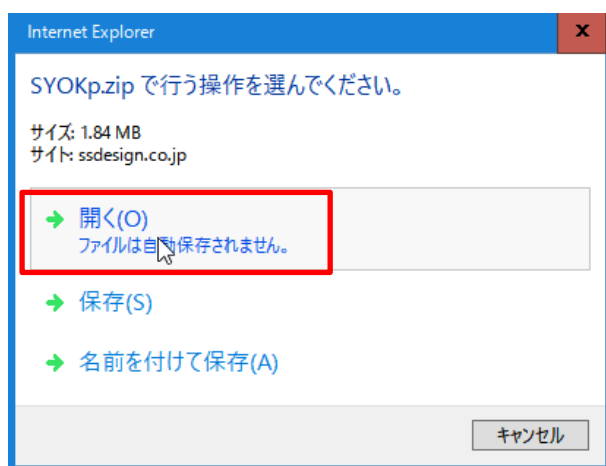 Internet Explorer
SYOKp.zip で行う操作を選んでください。
サイズ: 1.84 MB
サイト: ssdesign.co.jp
開く(O)
ファイルは自動保存されません。
保存(S)
名前を付けて保存(A)
キャンセル